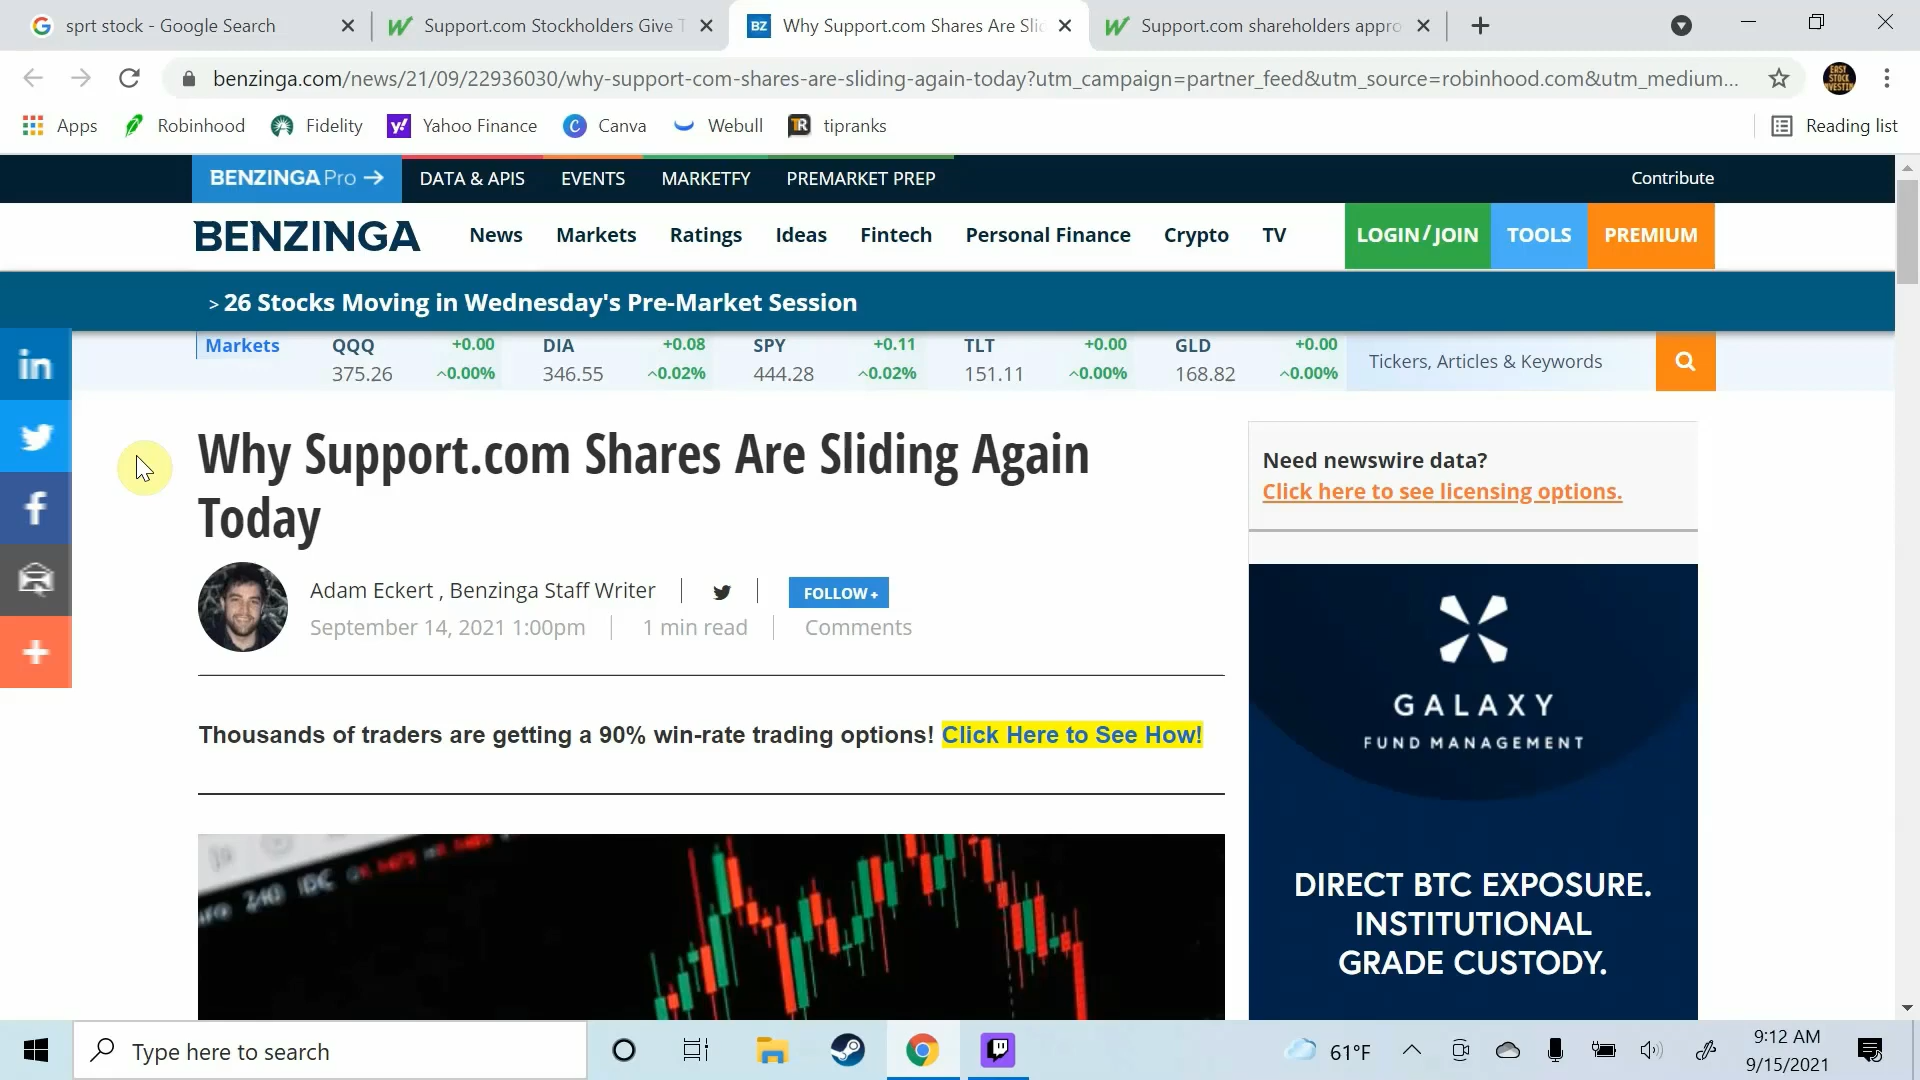 sprt stock - Google Search
Support.com Stockholders Give T
Why Support.com Shares Are Slid
Support.com shareholders appro
benzinga.com/news/21/09/22936030/why-support-com-shares-are-sliding-again-today?utm_campaign=partner_feed&utm_source=robinhood.com&utm_medium...
EASY STOCK INVESTING
Apps
Robinhood
Fidelity
Yahoo Finance
Canva
Webull
tipranks
Reading list
BENZINGA Pro →
DATA & APIS
EVENTS
MARKETFY
PREMARKET PREP
Contribute
BENZINGA
News
Markets
Ratings
Ideas
Fintech
Personal Finance
Crypto
TV
LOGIN/JOIN
TOOLS
PREMIUM
> 26 Stocks Moving in Wednesday's Pre-Market Session
Markets
QQQ +0.00
375.26 ^0.00%
DIA +0.08
346.55 ^0.02%
SPY +0.11
444.28 ^0.02%
TLT +0.00
151.11 ^0.00%
GLD +0.00
168.82 ^0.00%
Tickers, Articles & Keywords
Why Support.com Shares Are Sliding Again
Today
Adam Eckert , Benzinga Staff Writer
FOLLOW +
September 14, 2021 1:00pm
1 min read
Comments
Thousands of traders are getting a 90% win-rate trading options! Click Here to See How!
240 IDC
Need newswire data?
Click here to see licensing options.
GALAXY
FUND MANAGEMENT
DIRECT BTC EXPOSURE.
INSTITUTIONAL
GRADE CUSTODY.
Type here to search
61°F
9:12 AM
9/15/2021